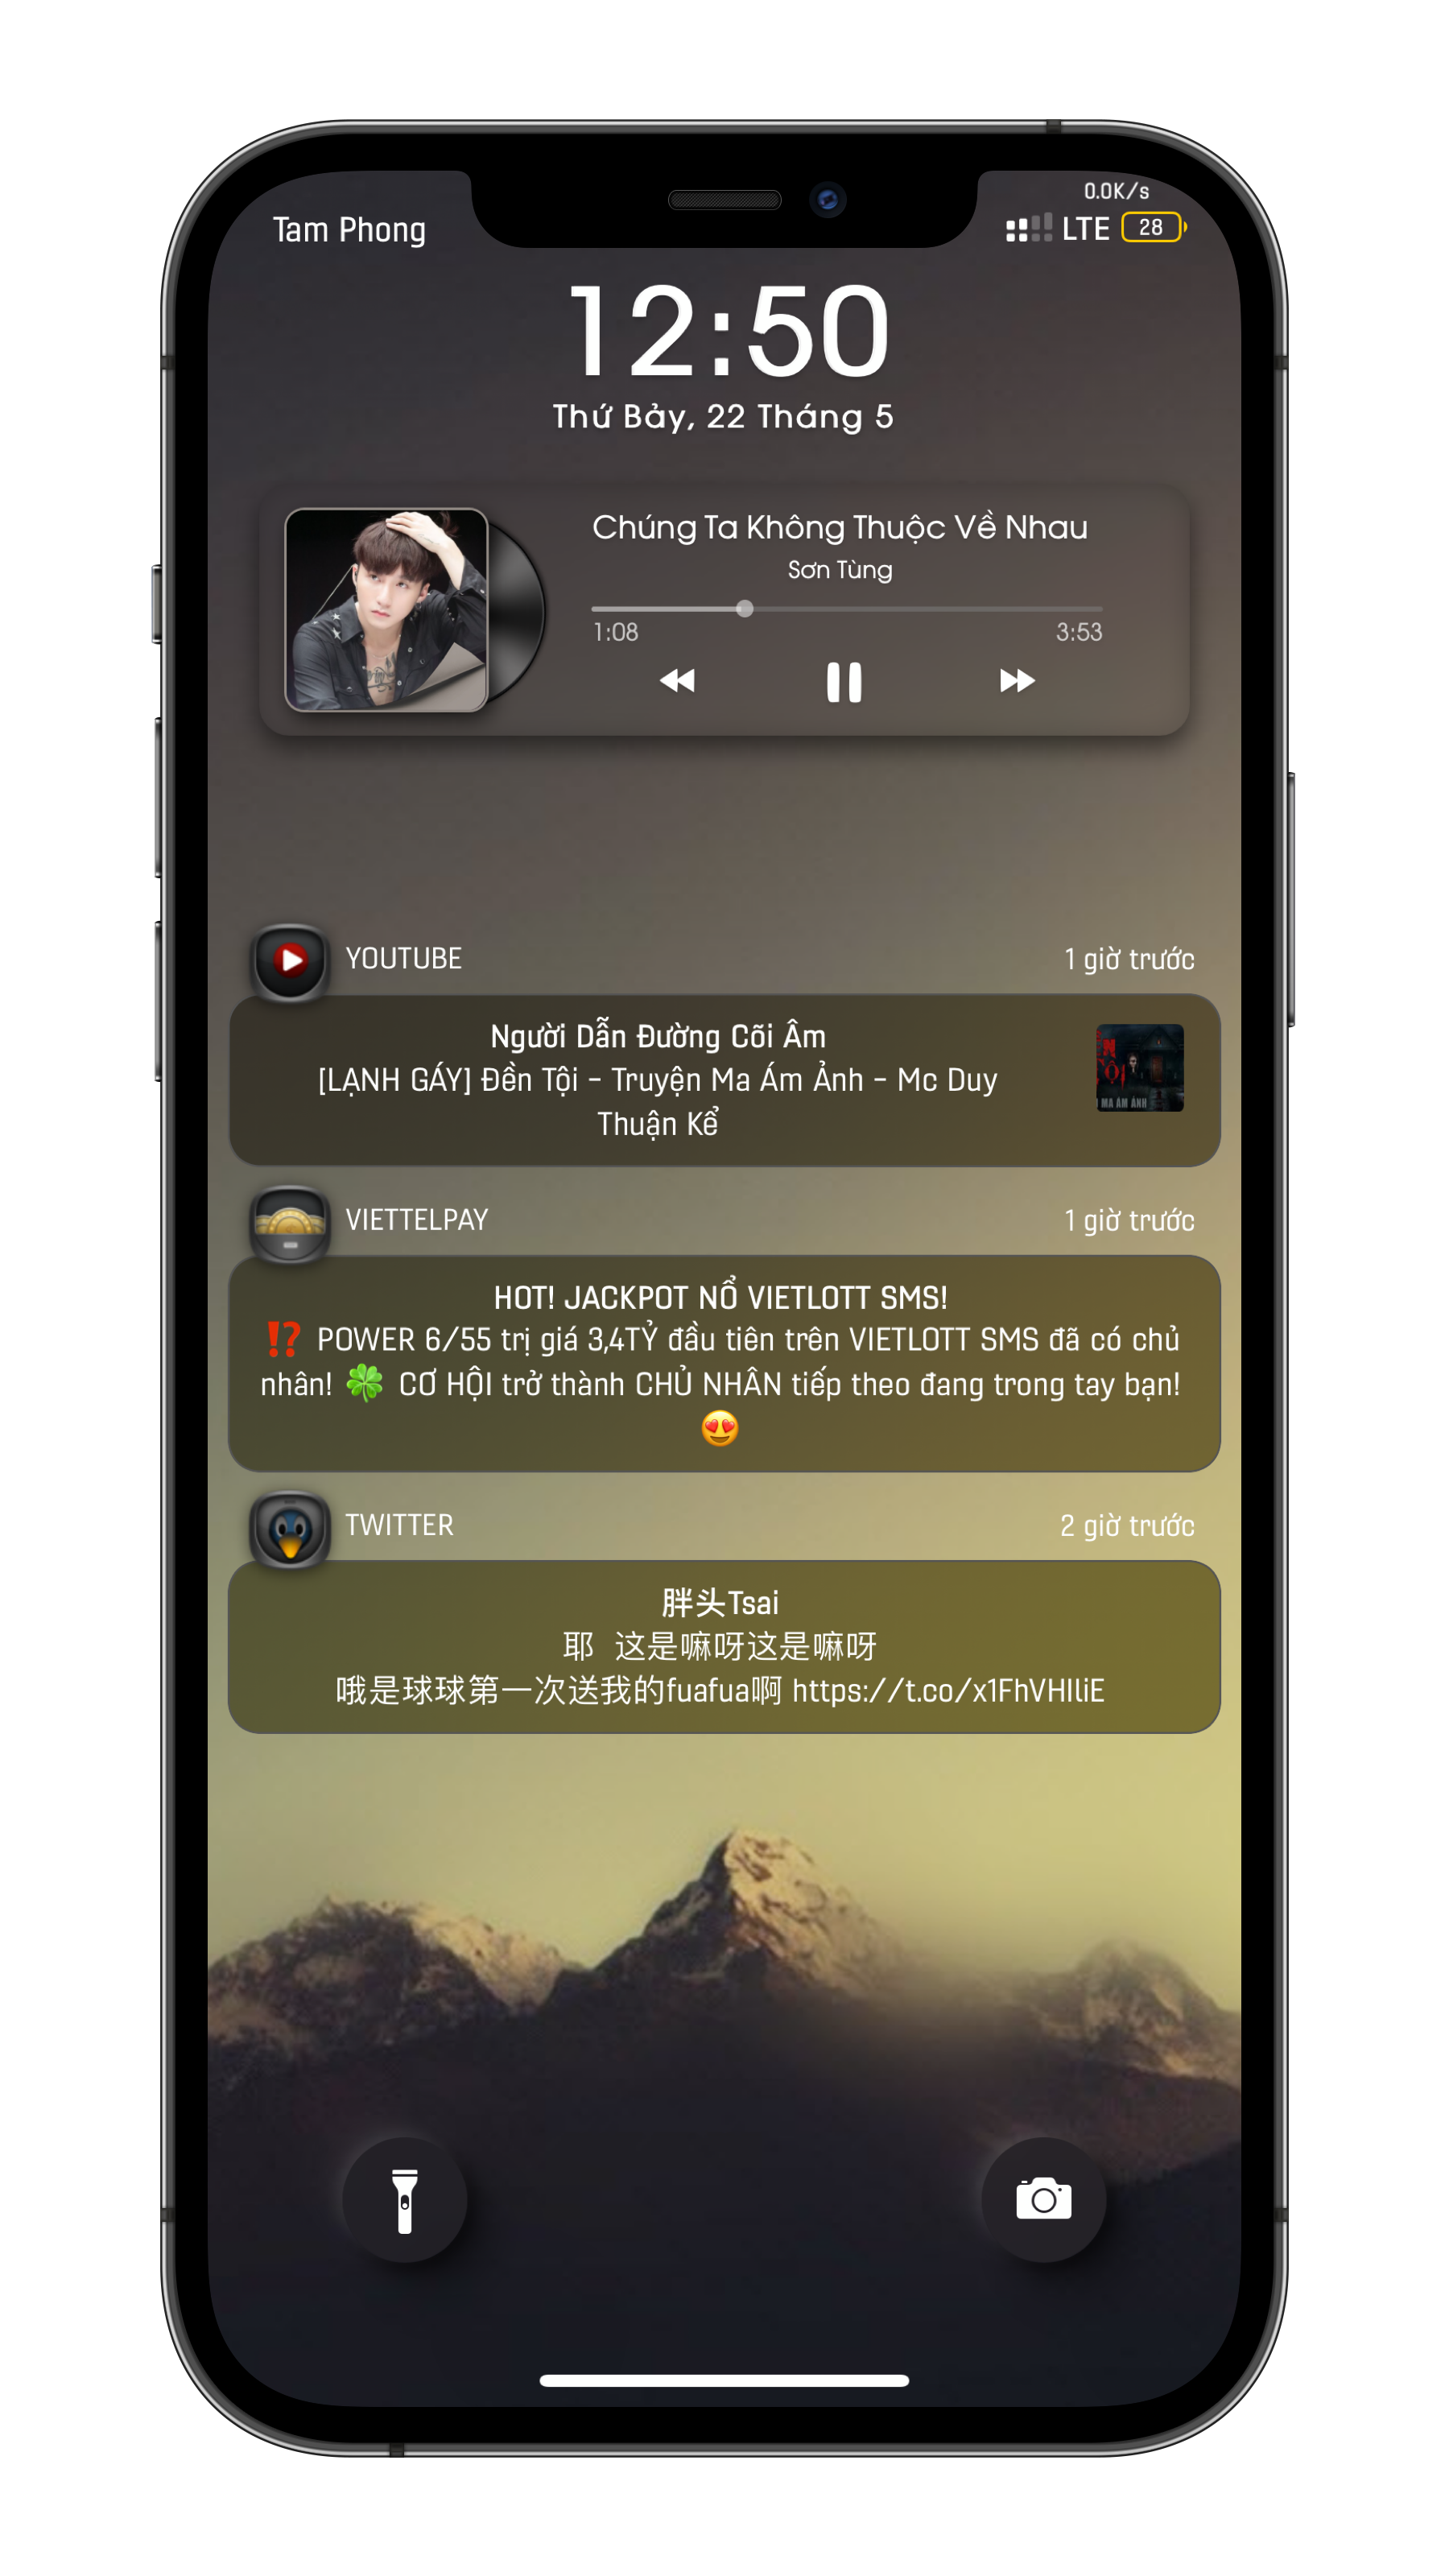 0.0K/s
Tam Phong
LTE 28
12:50
Thứ Bảy, 22 Tháng 5
Chúng Ta Không Thuộc Về Nhau
Sơn Tùng
1:08 3:53
YOUTUBE 1 giờ trước
Người Dẫn Đường Cõi Âm
[LẠNH GÁY] Đền Tội - Truyện Ma Ám Ảnh - Mc Duy
Thuận Kể
MA ÁM ẢNH
VIETTELPAY 1 giờ trước
HOT! JACKPOT NỔ VIETLOTT SMS!
⁉️ POWER 6/55 trị giá 3,4TỶ đầu tiên trên VIETLOTT SMS đã có chủ
nhân! 🍀 CƠ HỘI trở thành CHỦ NHÂN tiếp theo đang trong tay bạn!
😍
TWITTER 2 giờ trước
胖头Tsai
耶 这是嘛呀这是嘛呀
哦是球球第一次送我的fuafua啊 https://t.co/x1FhVHIliE